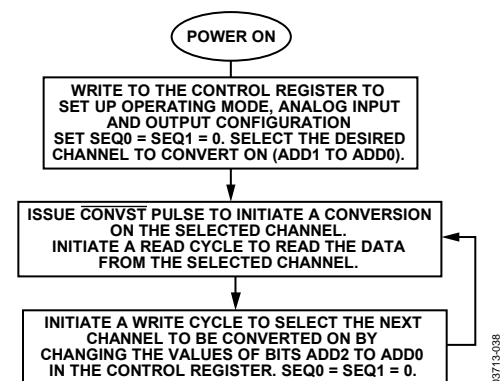 POWER ON
WRITE TO THE CONTROL REGISTER TO
SET UP OPERATING MODE, ANALOG INPUT
AND OUTPUT CONFIGURATION
SET SEQ0 = SEQ1 = 0. SELECT THE DESIRED
CHANNEL TO CONVERT ON (ADD1 TO ADD0).
ISSUE CONVST PULSE TO INITIATE A CONVERSION
ON THE SELECTED CHANNEL.
INITIATE A READ CYCLE TO READ THE DATA
FROM THE SELECTED CHANNEL.
INITIATE A WRITE CYCLE TO SELECT THE NEXT
CHANNEL TO BE CONVERTED ON BY
CHANGING THE VALUES OF BITS ADD2 TO ADD0
IN THE CONTROL REGISTER. SEQ0 = SEQ1 = 0.
03713-038